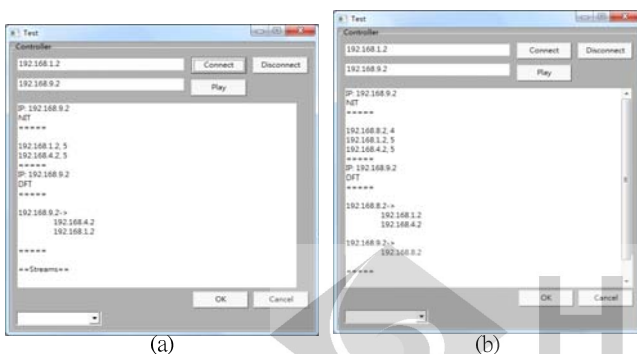 Test
Controller
192.168.1.2
Connect
Disconnect
192.168.9.2
Play
IP: 192.168.9.2
NIT
=====
192.168.1.2, 5
192.168.4.2, 5
=====
IP: 192.168.9.2
DFT
=====
192.168.9.2->
192.168.4.2
192.168.1.2
=====
==Streams==
OK
Cancel
(a)
Test
Controller
192.168.1.2
Connect
Disconnect
192.168.9.2
Play
IP: 192.168.9.2
NIT
=====
192.168.8.2, 4
192.168.1.2, 5
192.168.4.2, 5
=====
IP: 192.168.9.2
DFT
=====
192.168.8.2->
192.168.1.2
192.168.4.2
192.168.9.2->
192.168.8.2
=====
OK
Cancel
(b)
H